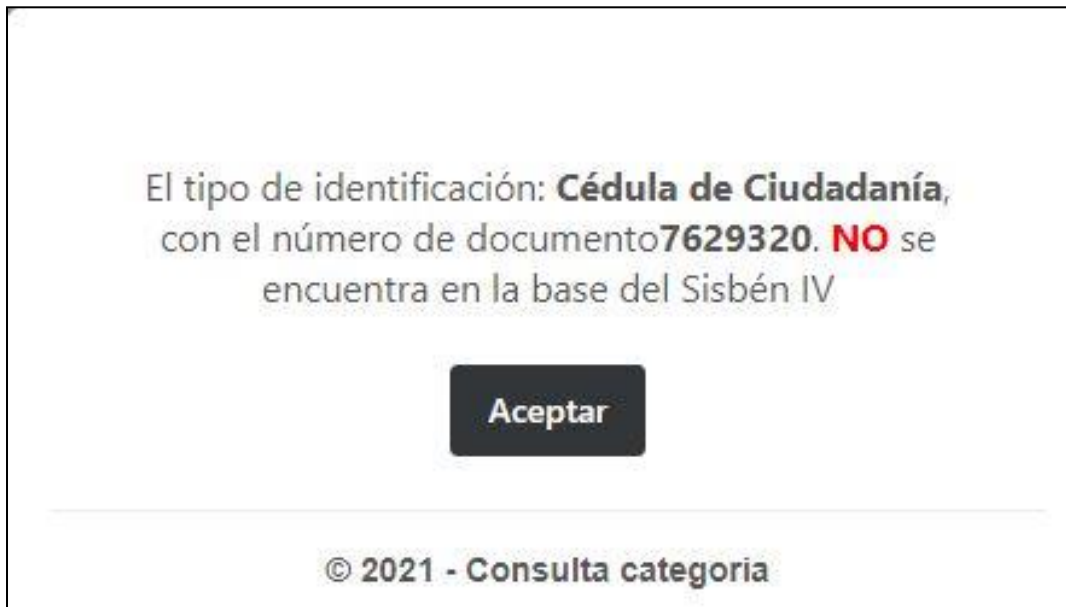 El tipo de identificación: Cédula de Ciudadanía,
con el número de documento7629320. NO se
encuentra en la base del Sisbén IV
Aceptar
© 2021 - Consulta categoria